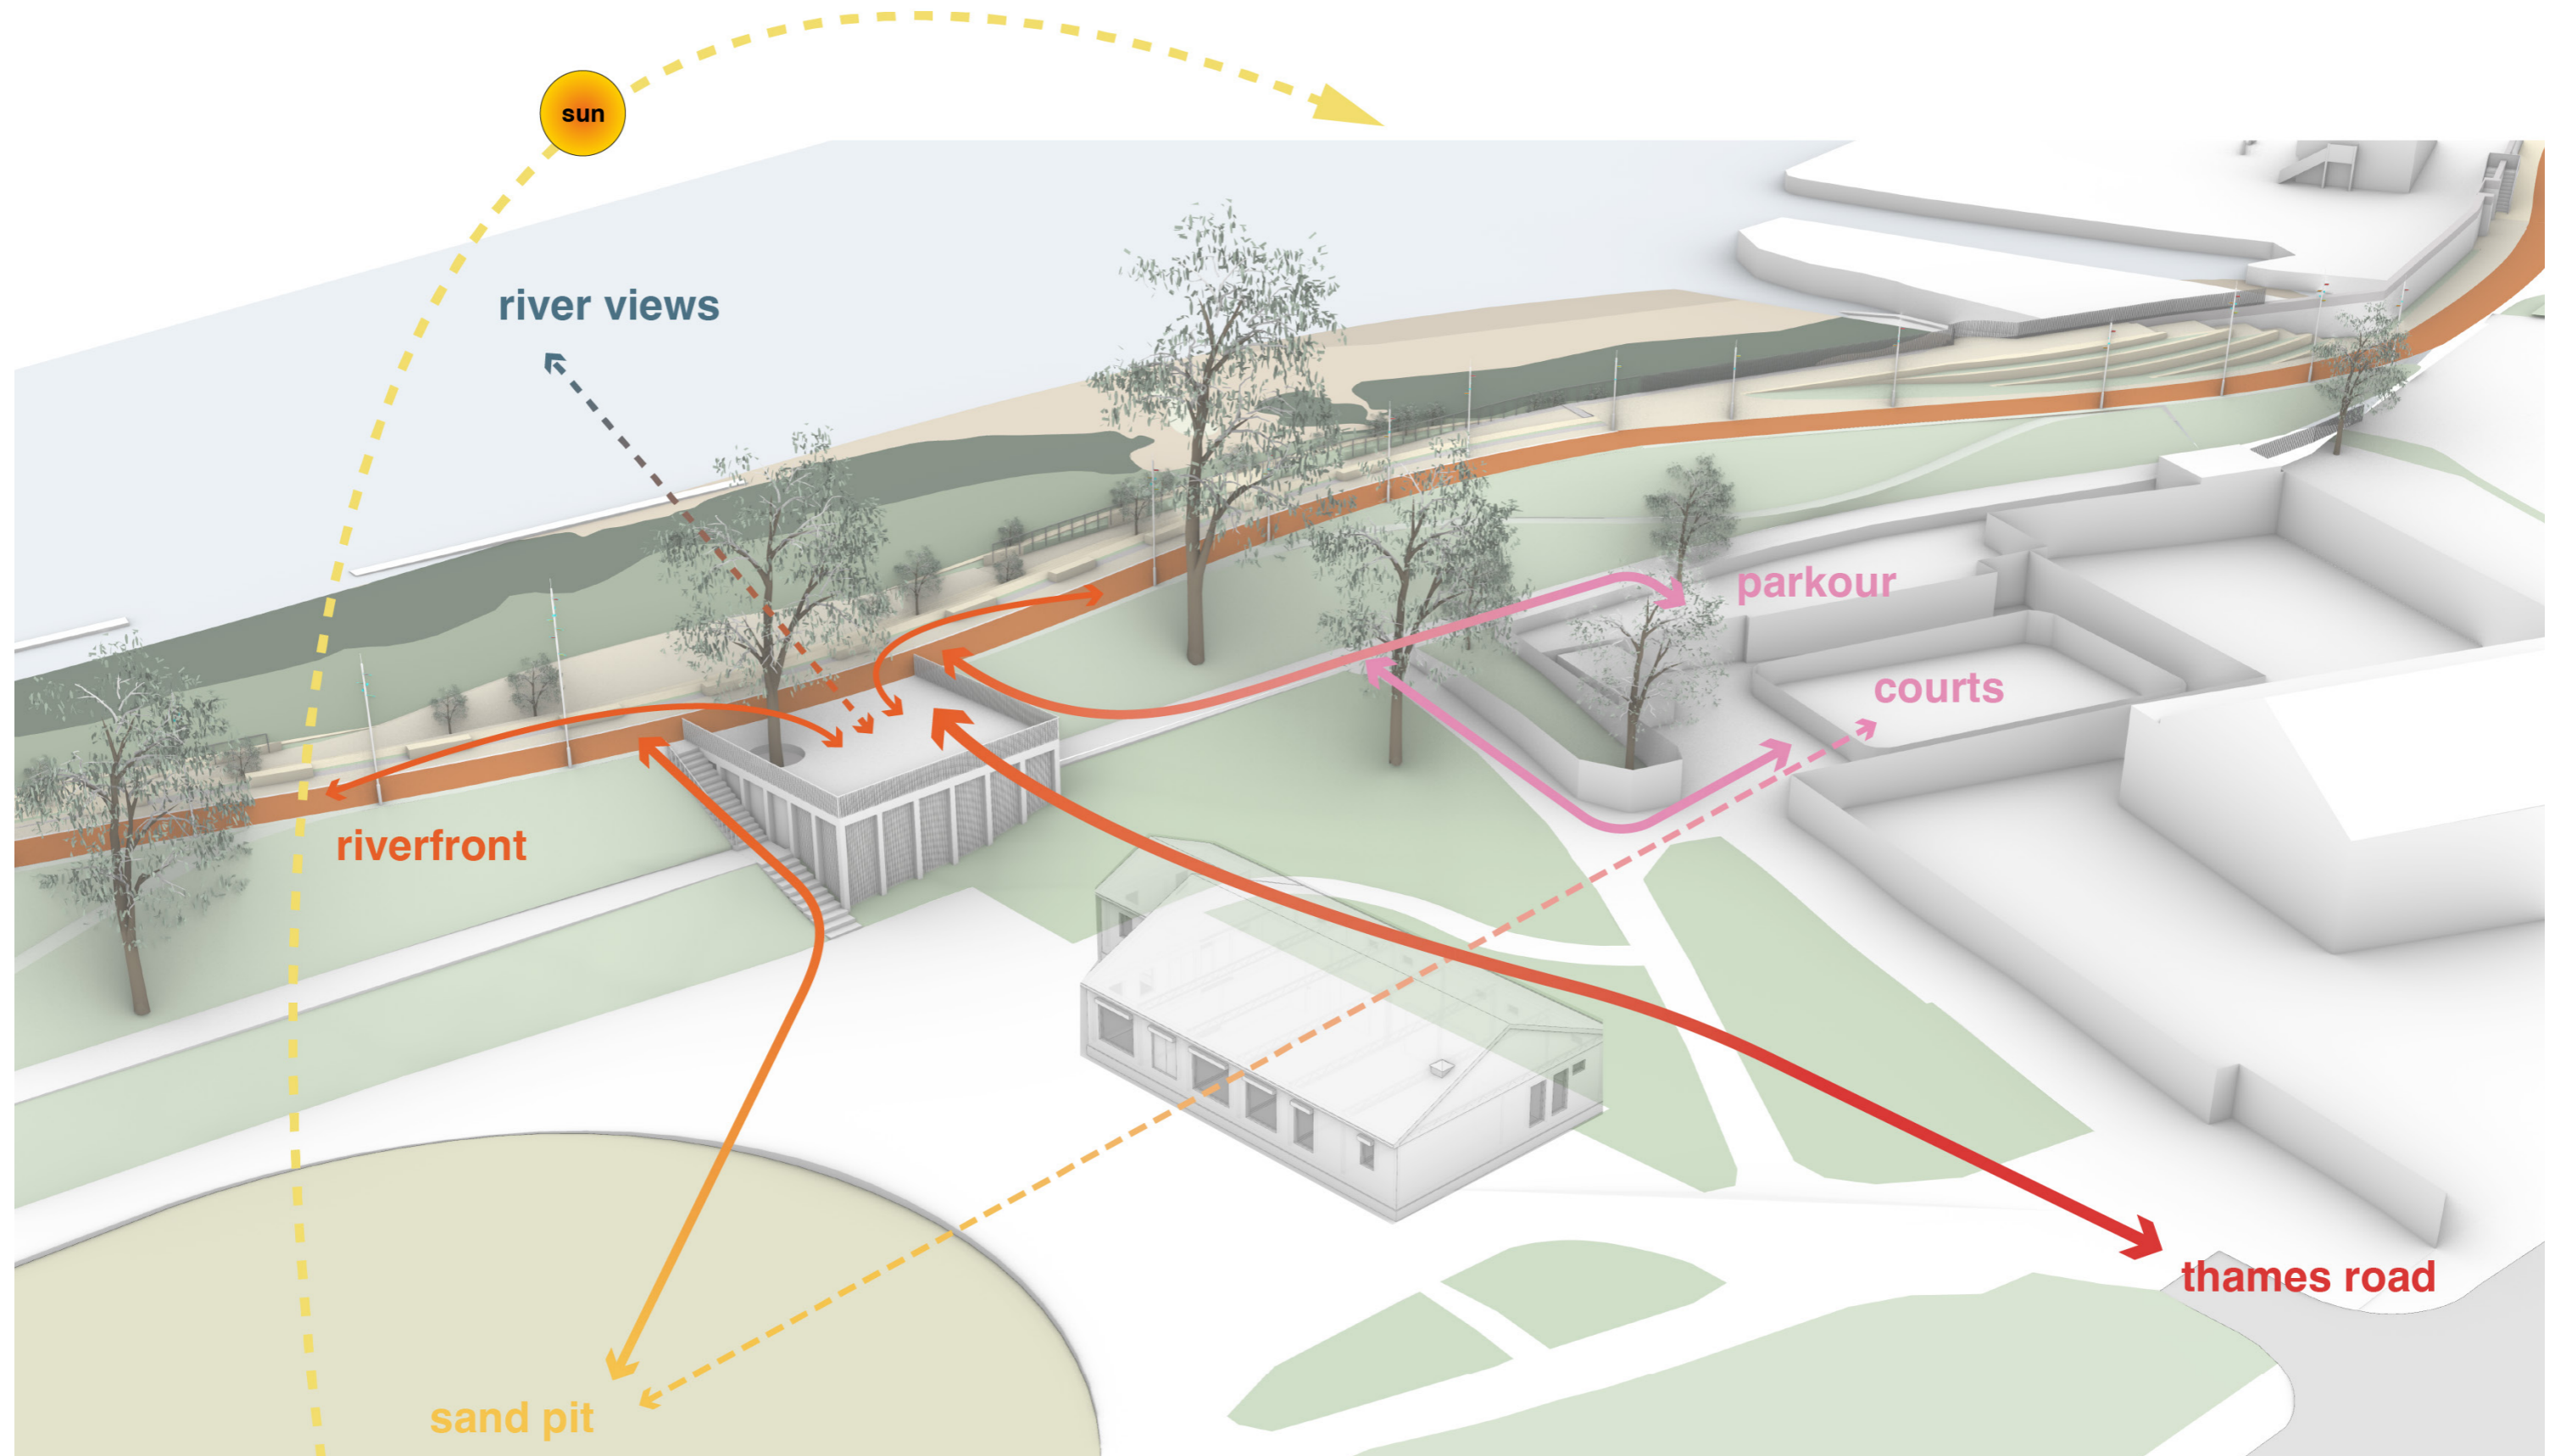 sun
river views
parkour
courts
riverfront
thames road
sand pit